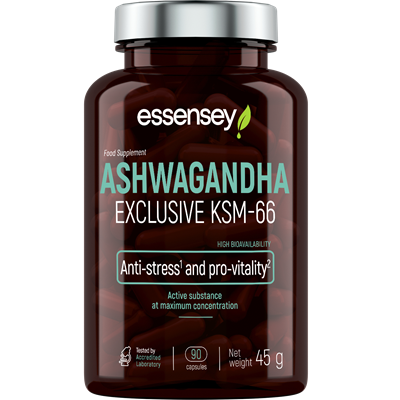 essensey
Food Supplement
ASHWAGANDHA
EXCLUSIVE KSM-66
HIGH BIOAVAILABILITY
Anti-stress¹ and pro-vitality²
Active substance
at maximum concentration
Tested by
Accredited
Laboratory
90
capsules
Net
weight 45 g